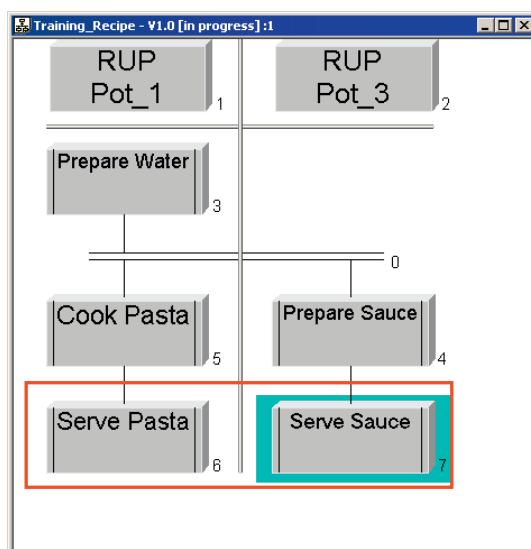 Training_Recipe - V1.0 [in progress] :1
RUP
Pot_1
1
RUP
Pot_3
2
Prepare Water
3
0
Cook Pasta
5
Prepare Sauce
4
Serve Pasta
6
Serve Sauce
7